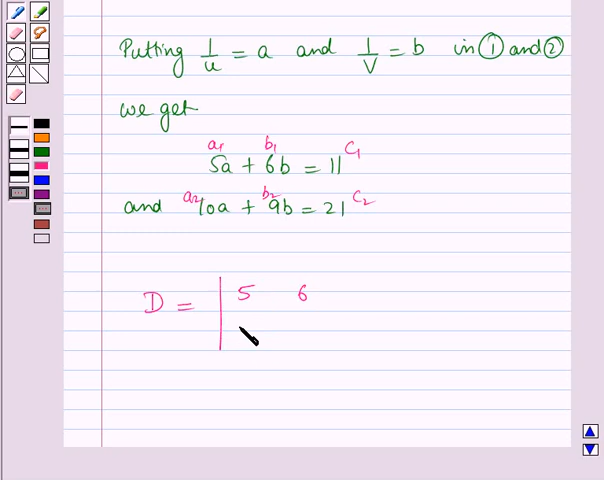 Putting 1/u = a and 1/V = b in ① and ②
we get
a₁ b₁ C₁
5a + 6b = 11
a₂ b₂ C₂
and 10a + 9b = 21
D = | 5 6